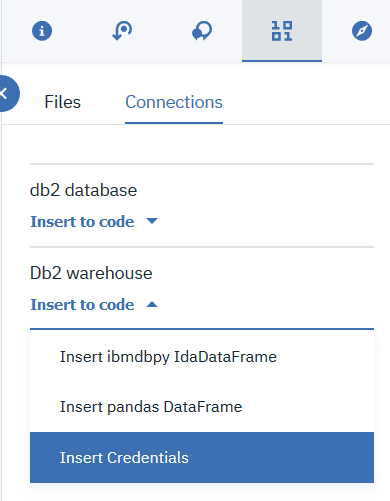 Files Connections
db2 database
Insert to code
Db2 warehouse
Insert to code
Insert ibmdbpy IdaDataFrame
Insert pandas DataFrame
Insert Credentials